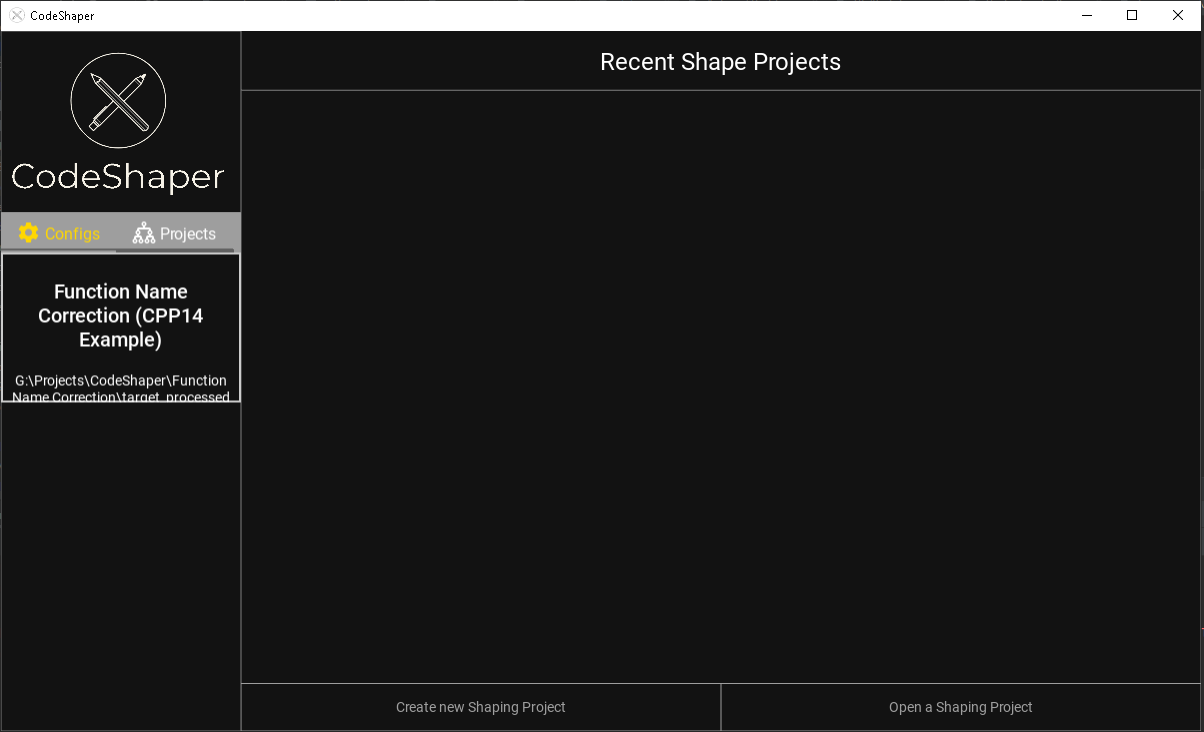 CodeShaper
CodeShaper
Configs
Projects
Function Name
Correction (CPP14
Example)
G:\Projects\CodeShaper\Function
Name Correction\target_processed
Recent Shape Projects
Create new Shaping Project
Open a Shaping Project